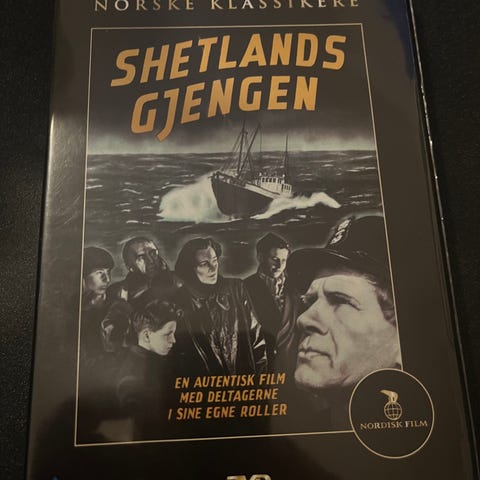 NORSKE KLASSIKERE
SHETLANDS
GJENGEN
EN AUTENTISK FILM
MED DELTAGERNE
I SINE EGNE ROLLER
NORDISK FILM